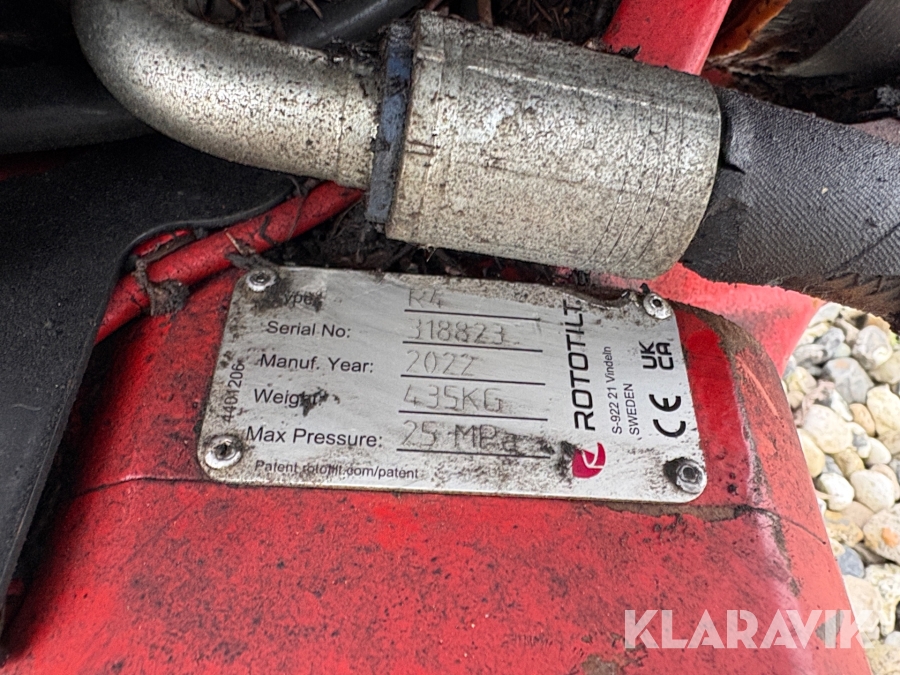 Type: R4
Serial No: 318823
Manuf. Year: 2022
Weight: 435KG
Max Pressure: 25 MPa
Patent rototilt.com/patent
4401206
ROTOTILT
S-922 21 Vindeln
SWEDEN
UK
CA
CE
KLARAVIK